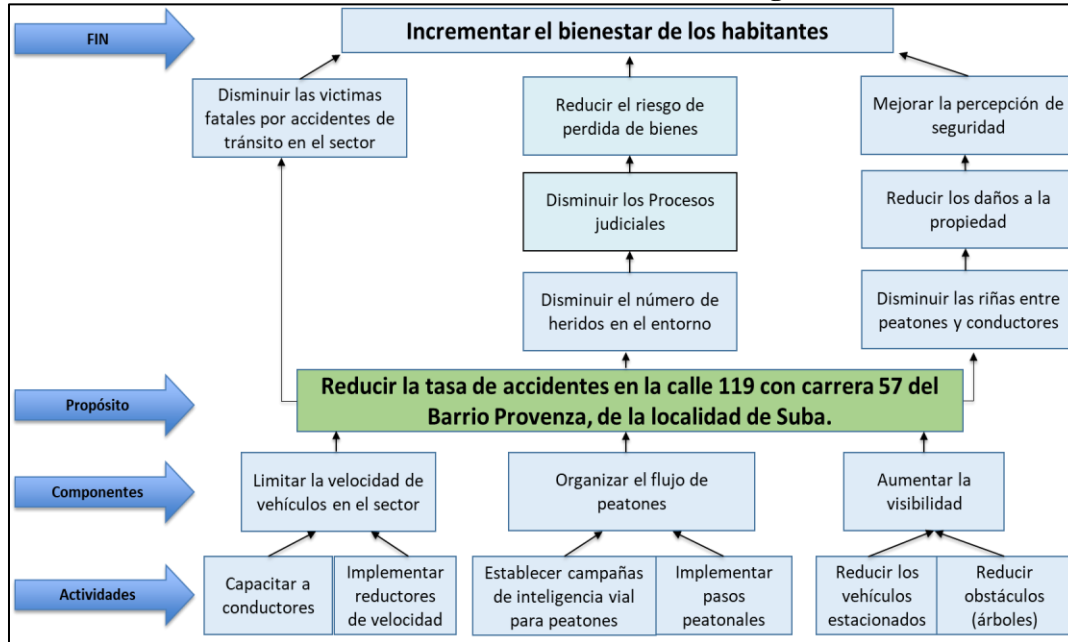 FIN
Incrementar el bienestar de los habitantes
Disminuir las victimas
fatales por accidentes de
tránsito en el sector
Reducir el riesgo de
perdida de bienes
Mejorar la percepción de
seguridad
Disminuir los Procesos
judiciales
Reducir los daños a la
propiedad
Disminuir el número de
heridos en el entorno
Disminuir las riñas entre
peatones y conductores
Propósito
Reducir la tasa de accidentes en la calle 119 con carrera 57 del
Barrio Provenza, de la localidad de Suba.
Componentes
Limitar la velocidad de
vehículos en el sector
Organizar el flujo de
peatones
Aumentar la
visibilidad
Actividades
Capacitar a
conductores
Implementar
reductores
de velocidad
Establecer campañas
de inteligencia vial
para peatones
Implementar
pasos
peatonales
Reducir los
vehículos
estacionados
Reducir
obstáculos
(árboles)